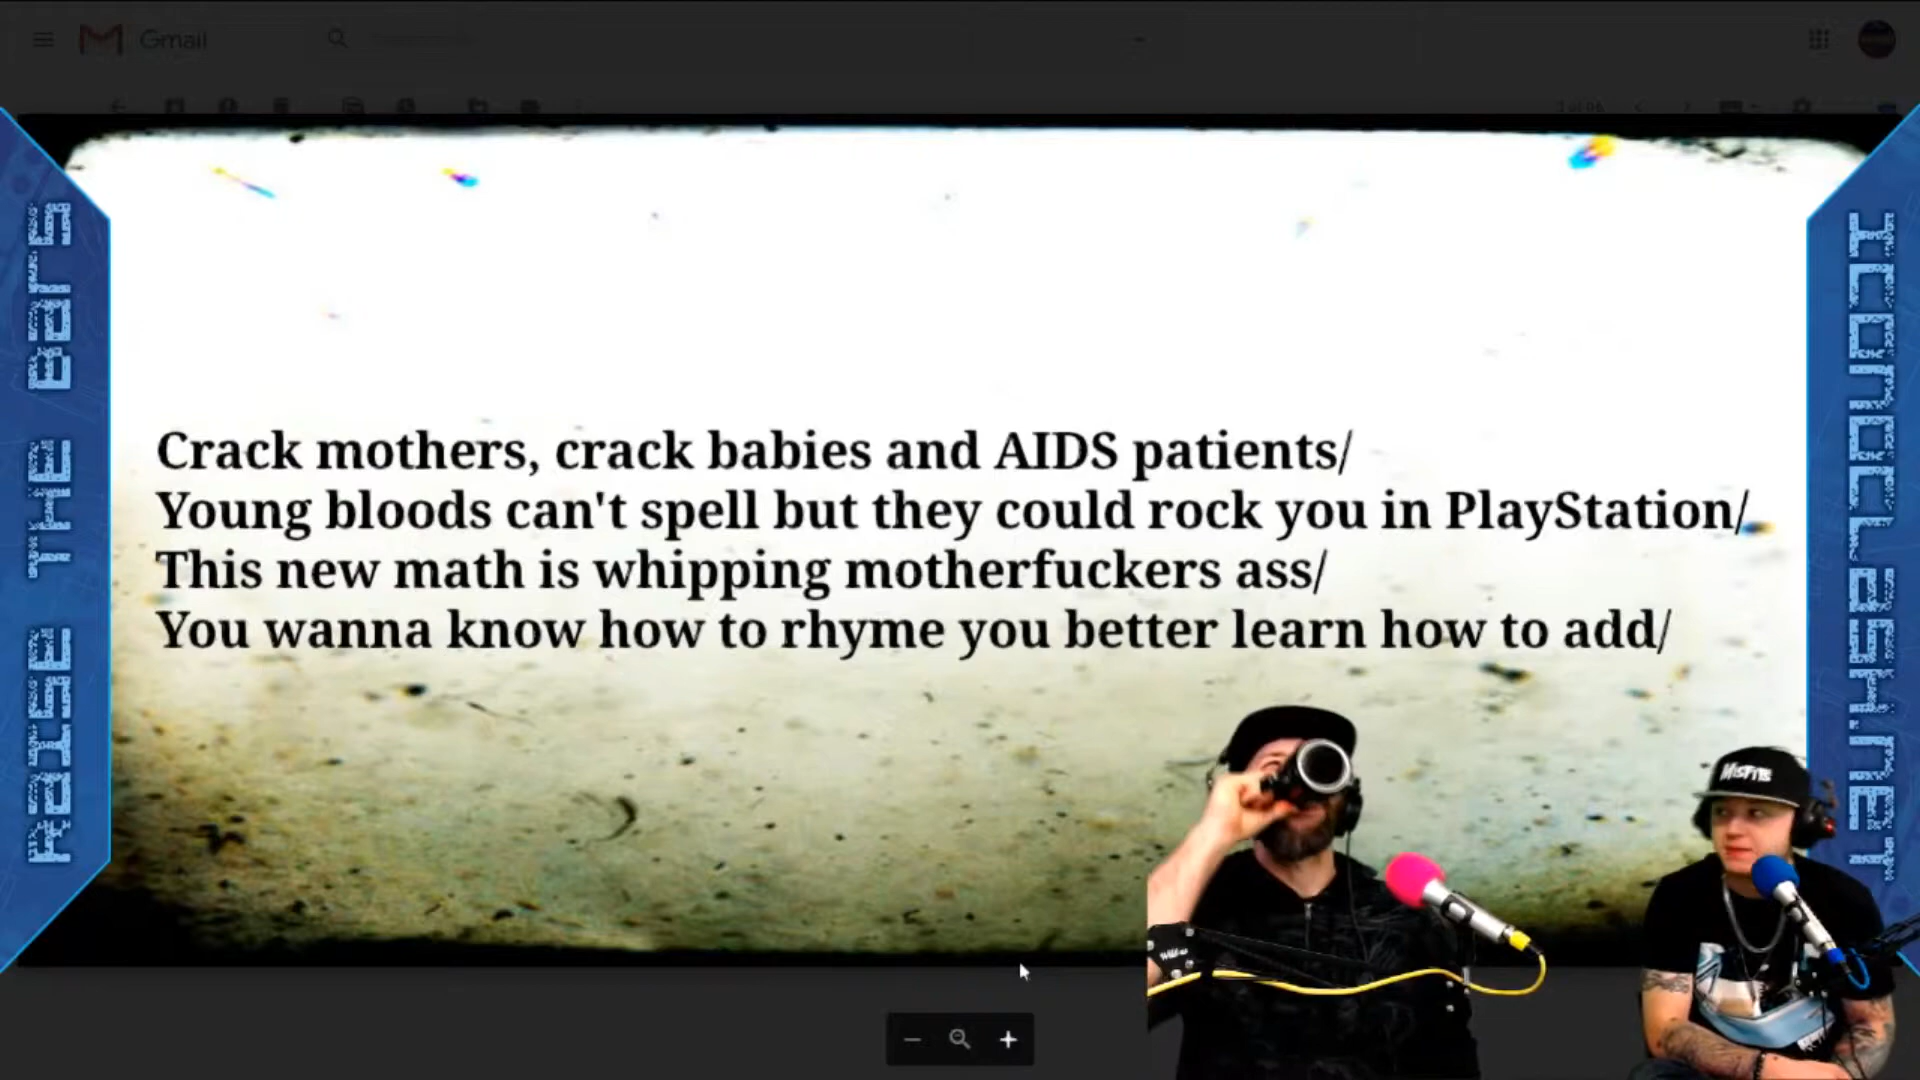 Gmail
RAISE THE BARS
Crack mothers, crack babies and AIDS patients/
Young bloods can't spell but they could rock you in PlayStation/
This new math is whipping motherfuckers ass/
You wanna know how to rhyme you better learn how to add/
MISFITS